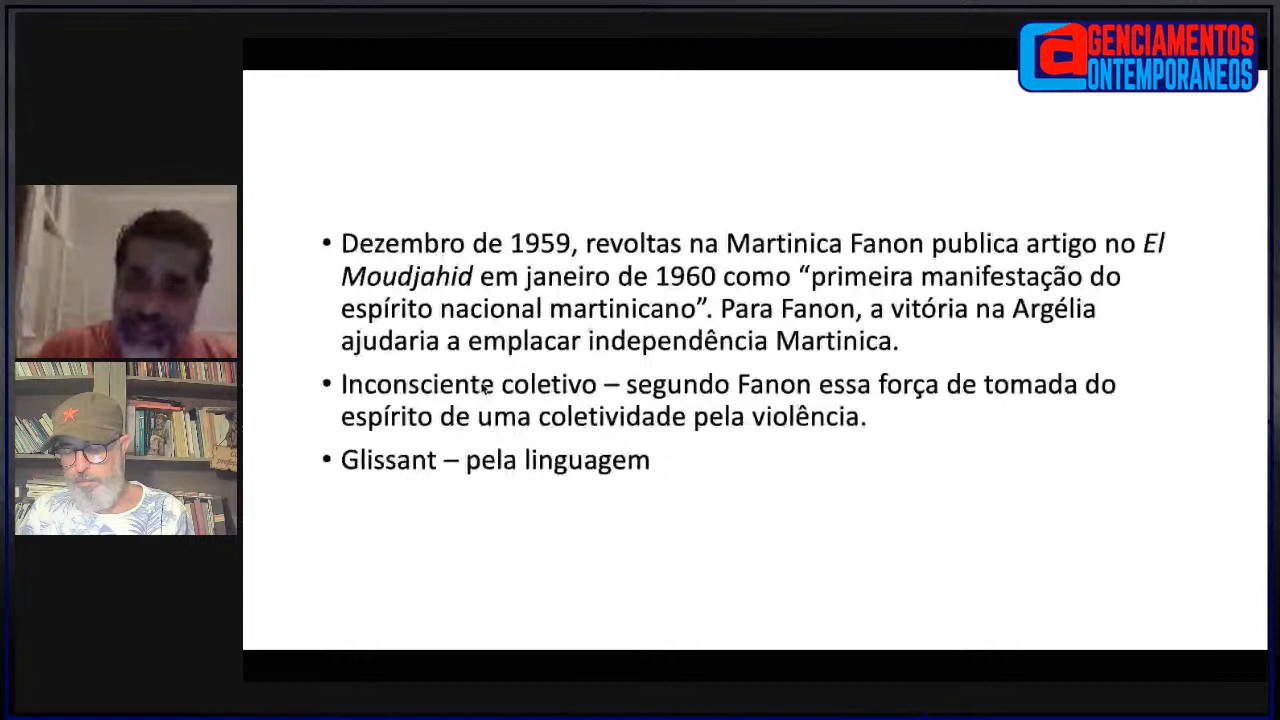 AGENCIAMENTOS
CONTEMPORANEOS
• Dezembro de 1959, revoltas na Martinica Fanon publica artigo no El
Moudjahid em janeiro de 1960 como “primeira manifestação do
espírito nacional martinicano”. Para Fanon, a vitória na Argélia
ajudaria a emplacar independência Martinica.
• Inconsciente coletivo – segundo Fanon essa força de tomada do
espírito de uma coletividade pela violência.
• Glissant – pela linguagem